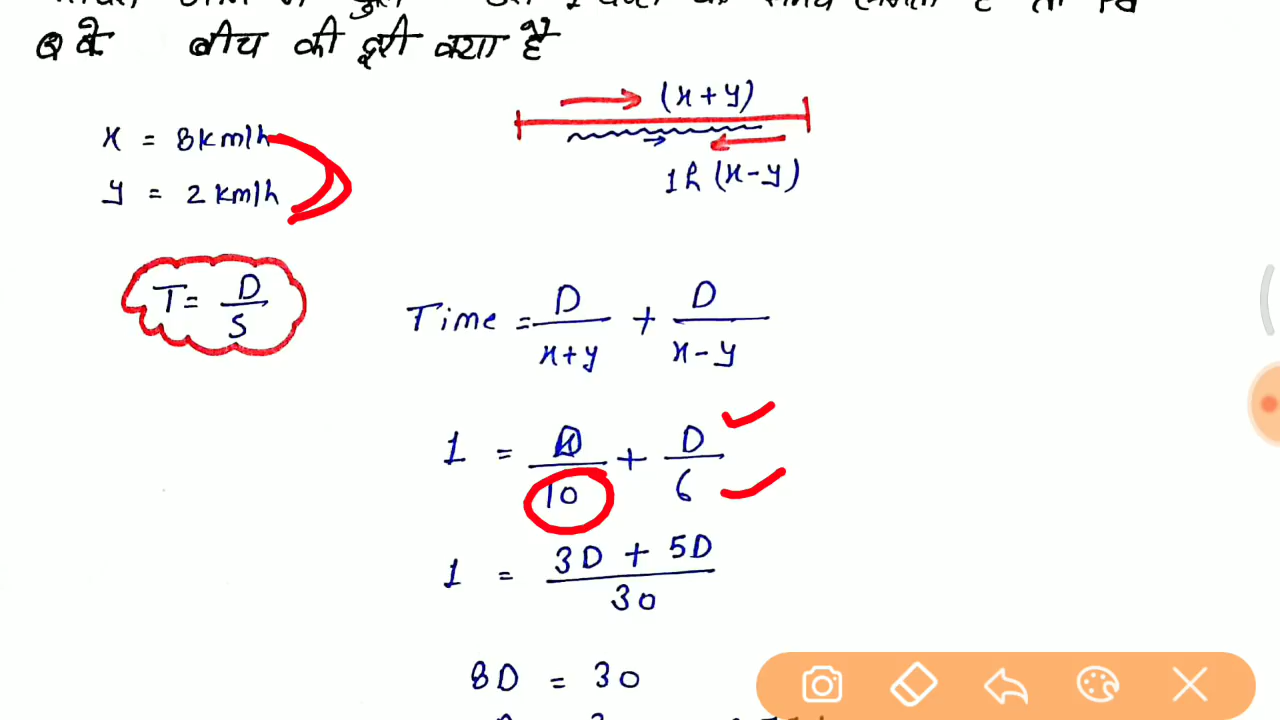 के बीच की दूरी क्या है
(x+y)
x = 8km/h
1h (x-y)
y = 2km/h
T= D/S
Time = D/x+y + D/x-y
1 = D/10 + D/6
1 = 3D + 5D/30
8D = 30